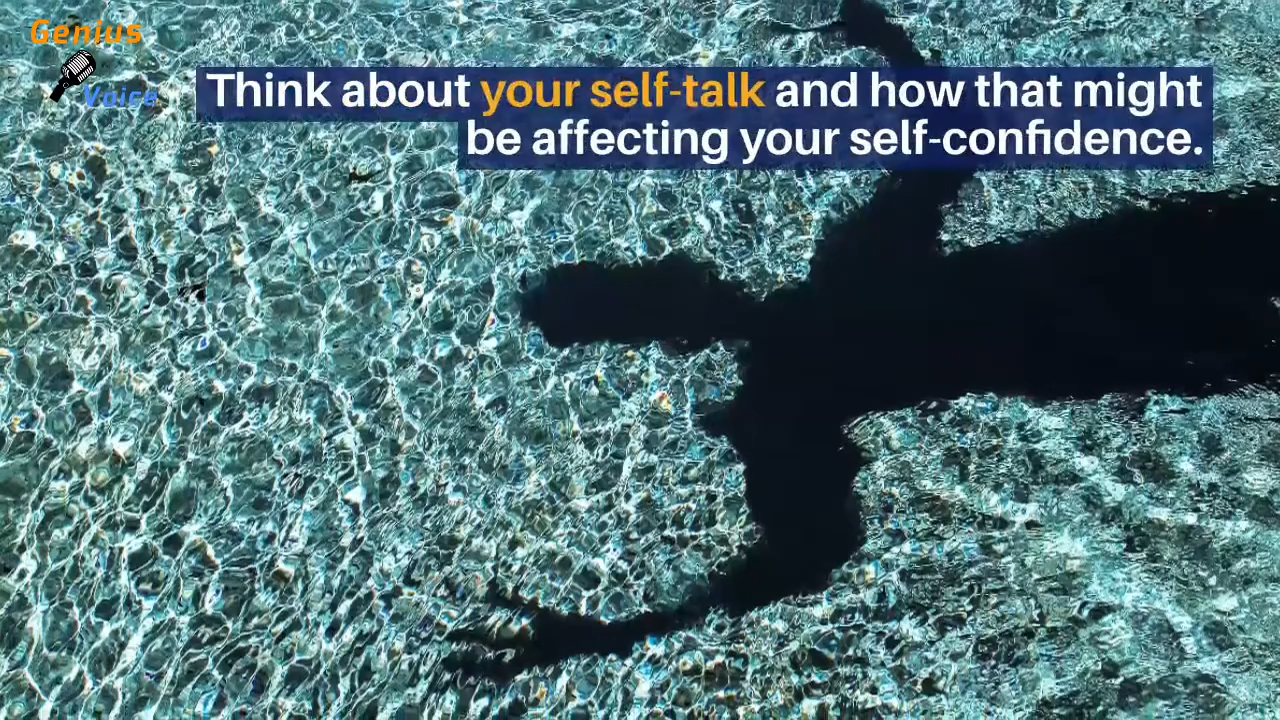 Genius
Voice
Think about your self-talk and how that might
be affecting your self-confidence.